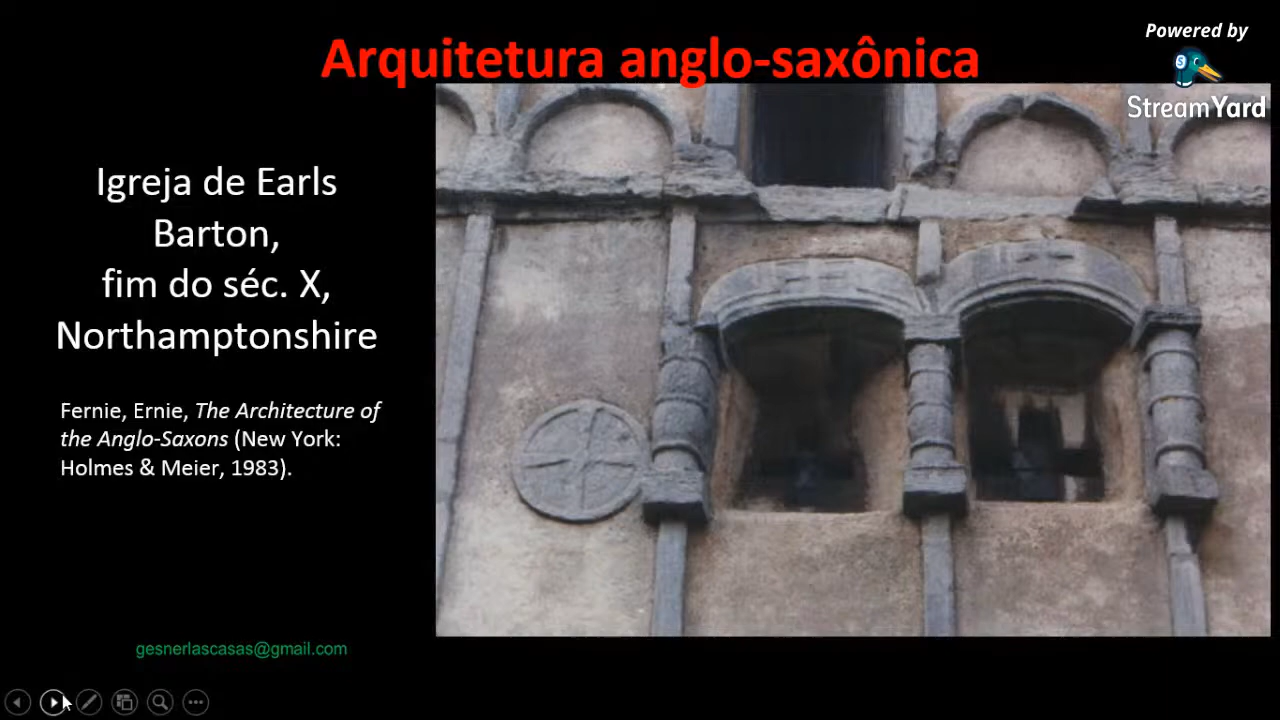 Arquitetura anglo-saxônica
Powered by
StreamYard
Igreja de Earls
Barton,
fim do séc. X,
Northamptonshire
Fernie, Ernie, The Architecture of
the Anglo-Saxons (New York:
Holmes & Meier, 1983).
gesnerlascasas@gmail.com